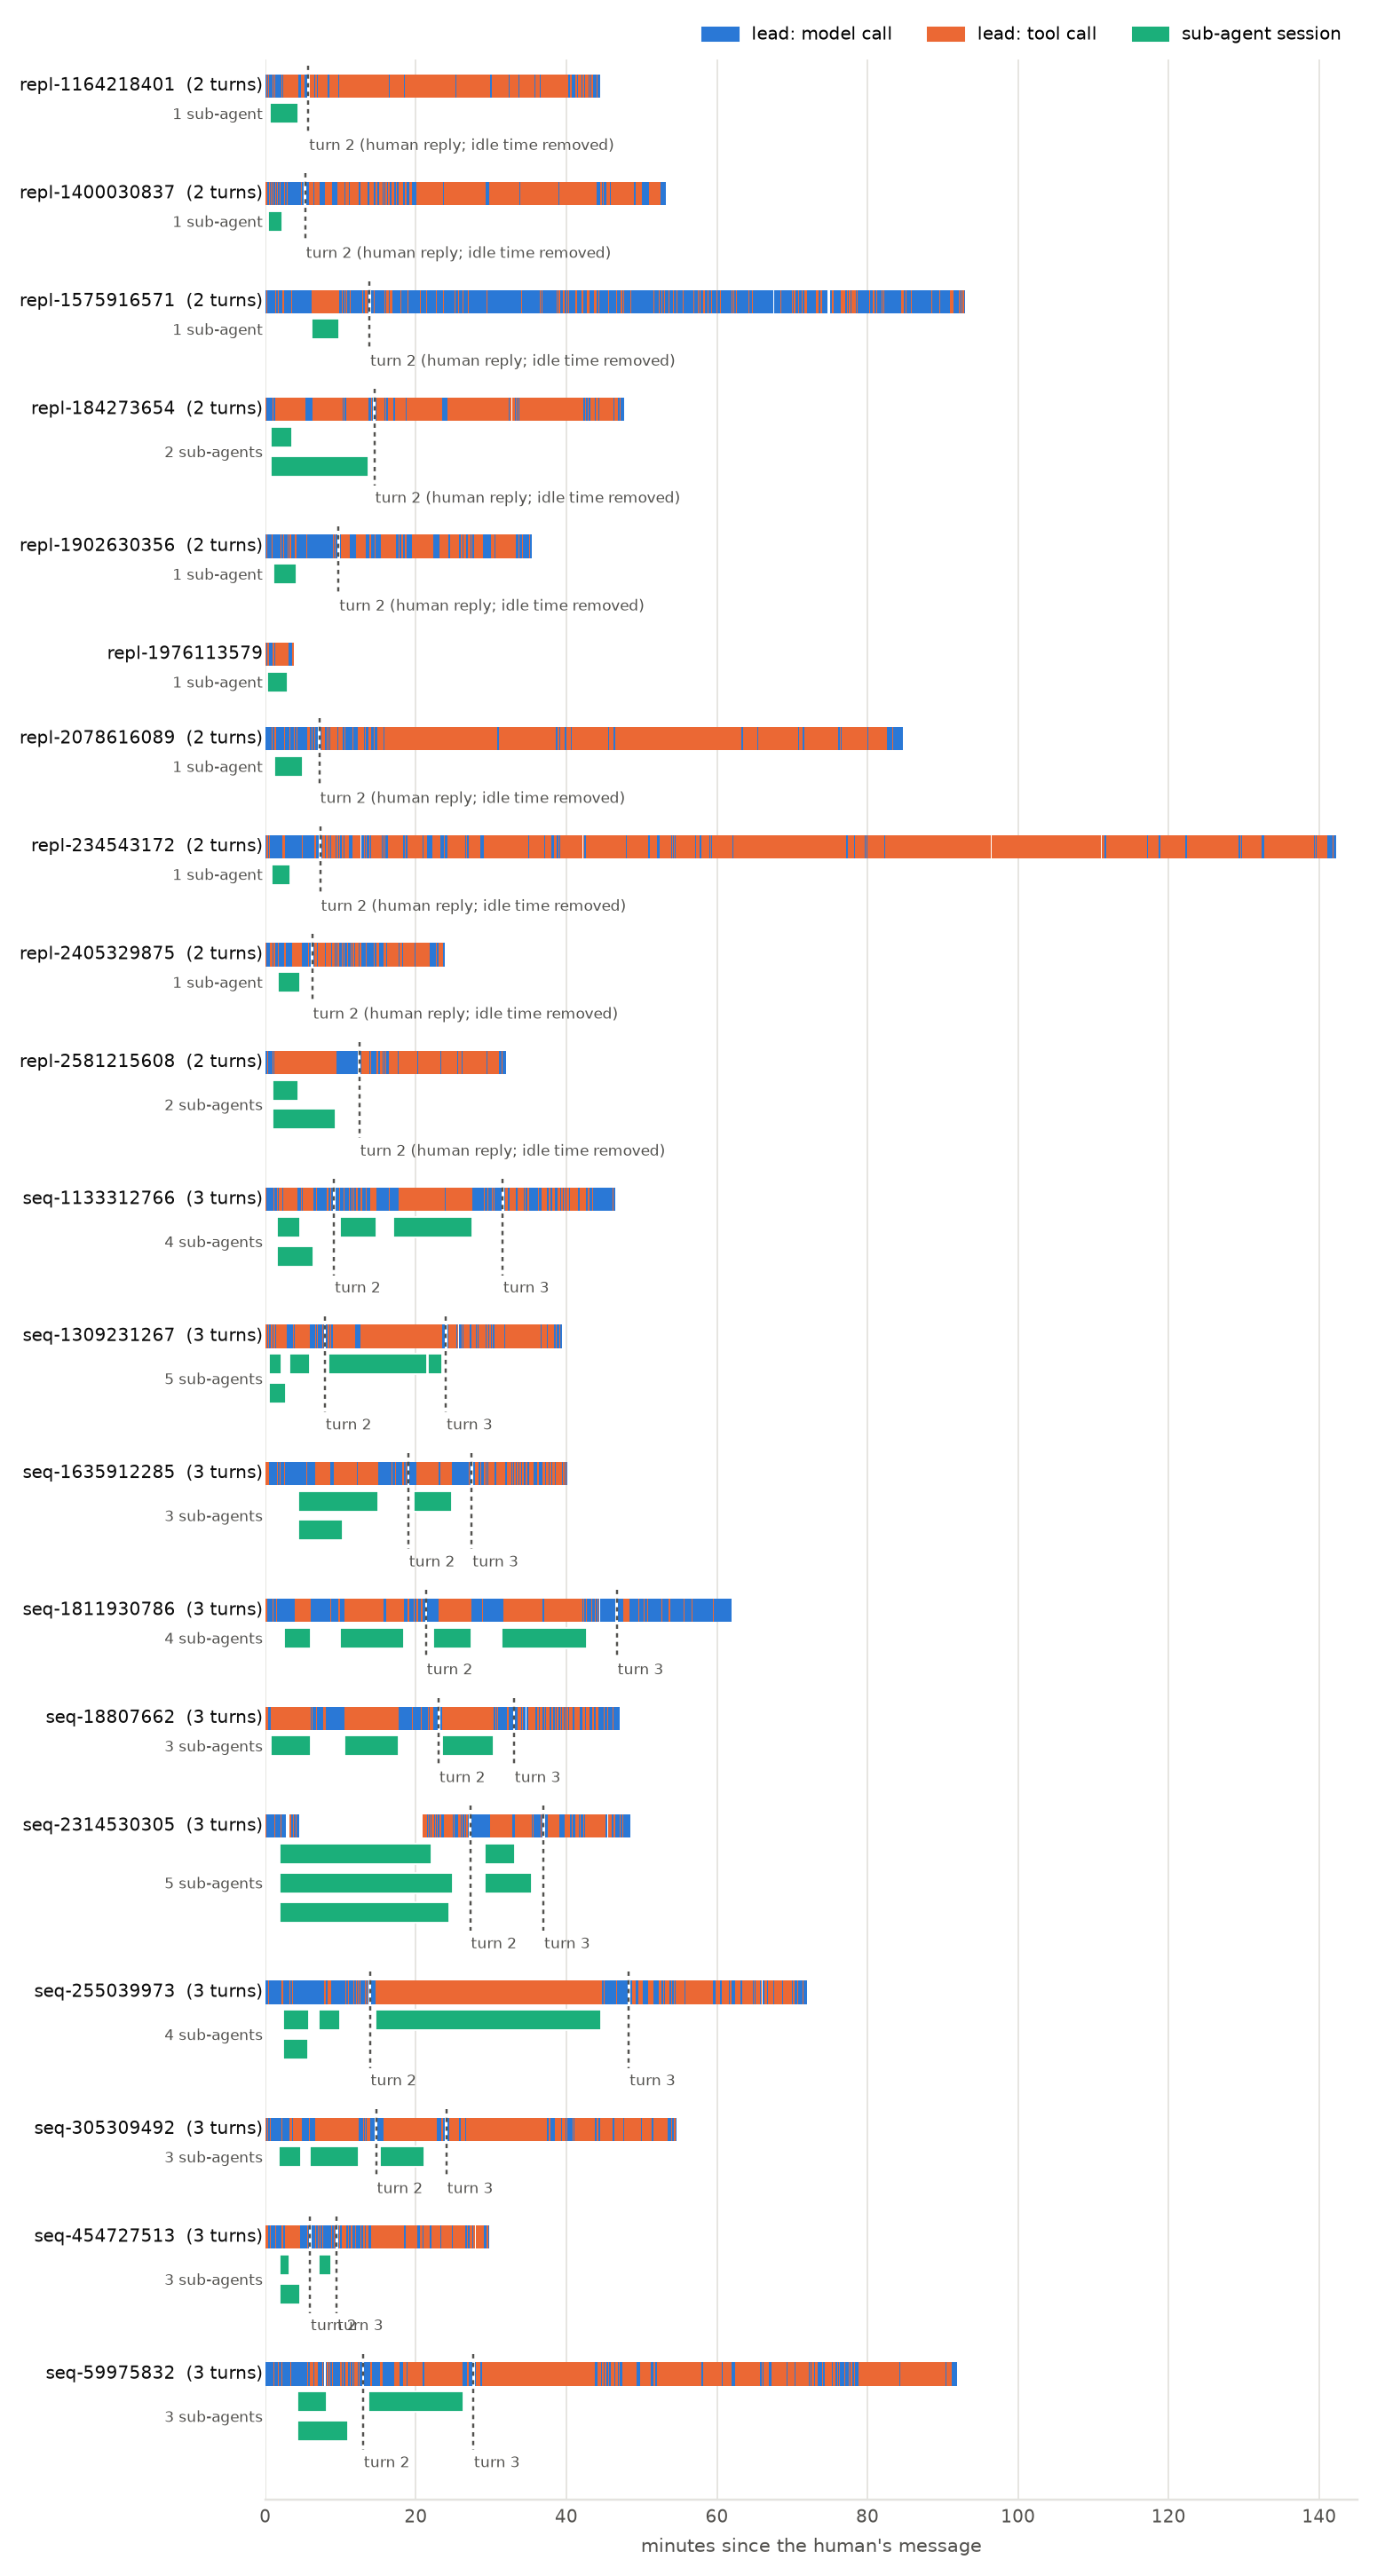 lead: model call lead: tool call sub-agent session
repl-1164218401 (2 turns)
1 sub-agent
turn 2 (human reply; idle time removed)
repl-1400030837 (2 turns)
1 sub-agent
turn 2 (human reply; idle time removed)
repl-1575916571 (2 turns)
1 sub-agent
turn 2 (human reply; idle time removed)
repl-184273654 (2 turns)
2 sub-agents
turn 2 (human reply; idle time removed)
repl-1902630356 (2 turns)
1 sub-agent
turn 2 (human reply; idle time removed)
repl-1976113579
1 sub-agent
repl-2078616089 (2 turns)
1 sub-agent
turn 2 (human reply; idle time removed)
repl-234543172 (2 turns)
1 sub-agent
turn 2 (human reply; idle time removed)
repl-2405329875 (2 turns)
1 sub-agent
turn 2 (human reply; idle time removed)
repl-2581215608 (2 turns)
2 sub-agents
turn 2 (human reply; idle time removed)
seq-1133312766 (3 turns)
4 sub-agents
turn 2 turn 3
seq-1309231267 (3 turns)
5 sub-agents
turn 2 turn 3
seq-1635912285 (3 turns)
3 sub-agents
turn 2 turn 3
seq-1811930786 (3 turns)
4 sub-agents
turn 2 turn 3
seq-18807662 (3 turns)
3 sub-agents
turn 2 turn 3
seq-2314530305 (3 turns)
5 sub-agents
turn 2 turn 3
seq-255039973 (3 turns)
4 sub-agents
turn 2 turn 3
seq-305309492 (3 turns)
3 sub-agents
turn 2 turn 3
seq-454727513 (3 turns)
3 sub-agents
turn 2 turn 3
seq-59975832 (3 turns)
3 sub-agents
turn 2 turn 3
0 20 40 60 80 100 120 140
minutes since the human's message